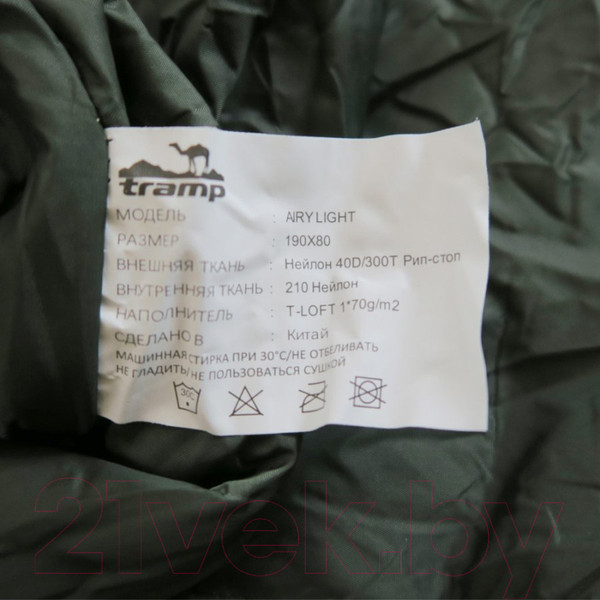 tramp
МОДЕЛЬ : AIRY LIGHT
РАЗМЕР : 190X80
ВНЕШНЯЯ ТКАНЬ : Нейлон 40D/300T Рип-стоп
ВНУТРЕННЯЯ ТКАНЬ : 210 Нейлон
НАПОЛНИТЕЛЬ : T-LOFT 1*70g/m2
СДЕЛАНО В : Китай
МАШИННАЯ СТИРКА ПРИ 30°C/НЕ ОТБЕЛИВАТЬ
НЕ ГЛАДИТЬ/НЕ ПОЛЬЗОВАТЬСЯ СУШКОЙ
30C
21vek.by